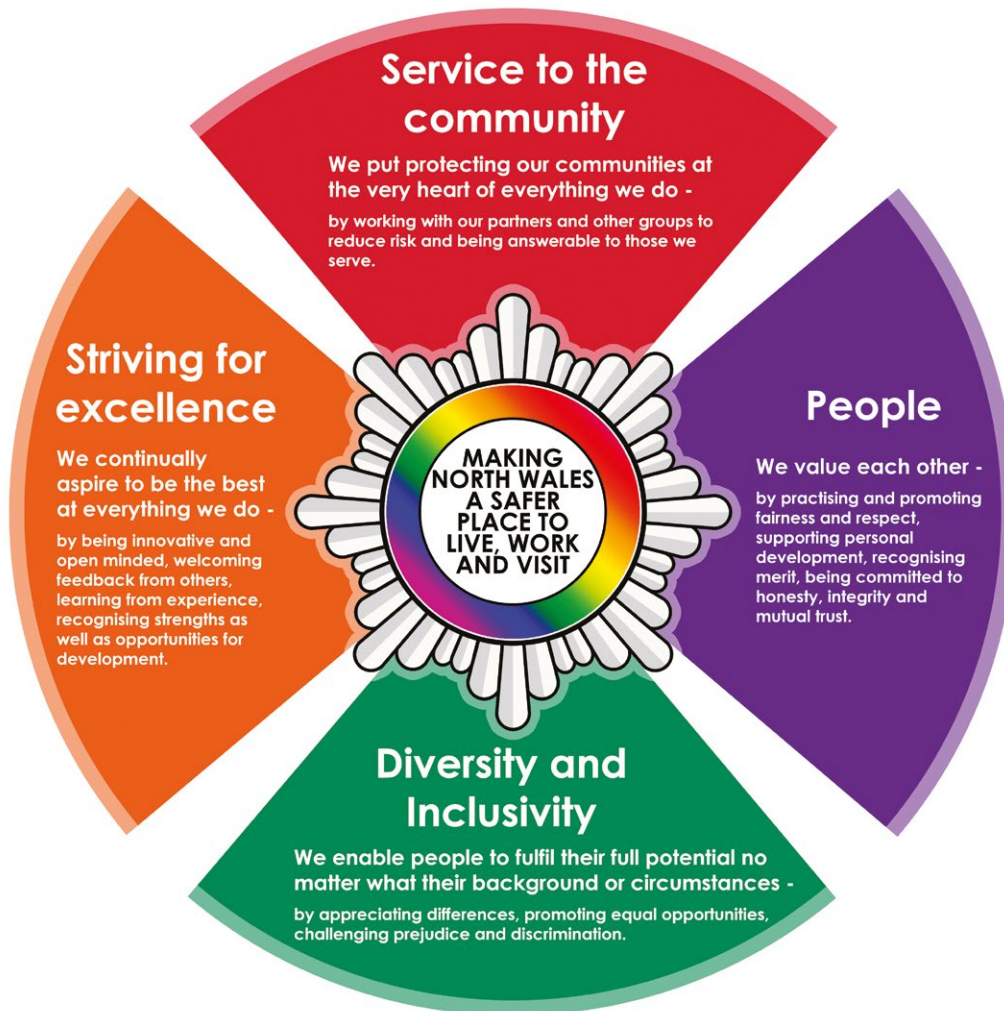 Service to the
community
We put protecting our communities at
the very heart of everything we do -
by working with our partners and other groups to
reduce risk and being answerable to those we
serve.
Striving for
excellence
We continually
aspire to be the best
at everything we do -
by being innovative and
open minded, welcoming
feedback from others,
learning from experience,
recognising strengths as
well as opportunities for
development.
MAKING
NORTH WALES
A SAFER
PLACE TO
LIVE, WORK
AND VISIT
People
We value each other -
by practising and promoting
fairness and respect,
supporting personal
development, recognising
merit, being committed to
honesty, integrity and
mutual trust.
Diversity and
Inclusivity
We enable people to fulfil their full potential no
matter what their background or circumstances -
by appreciating differences, promoting equal opportunities,
challenging prejudice and discrimination.